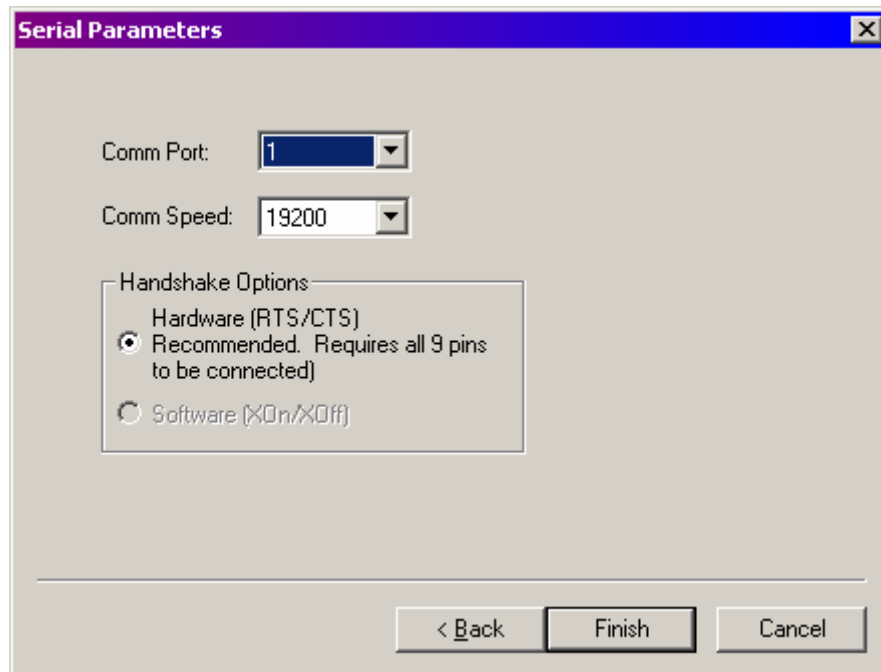 Serial Parameters
Comm Port: 1
Comm Speed: 19200
Handshake Options
Hardware (RTS/CTS)
Recommended. Requires all 9 pins
to be connected)
Software (XOn/XOff)
< Back Finish Cancel